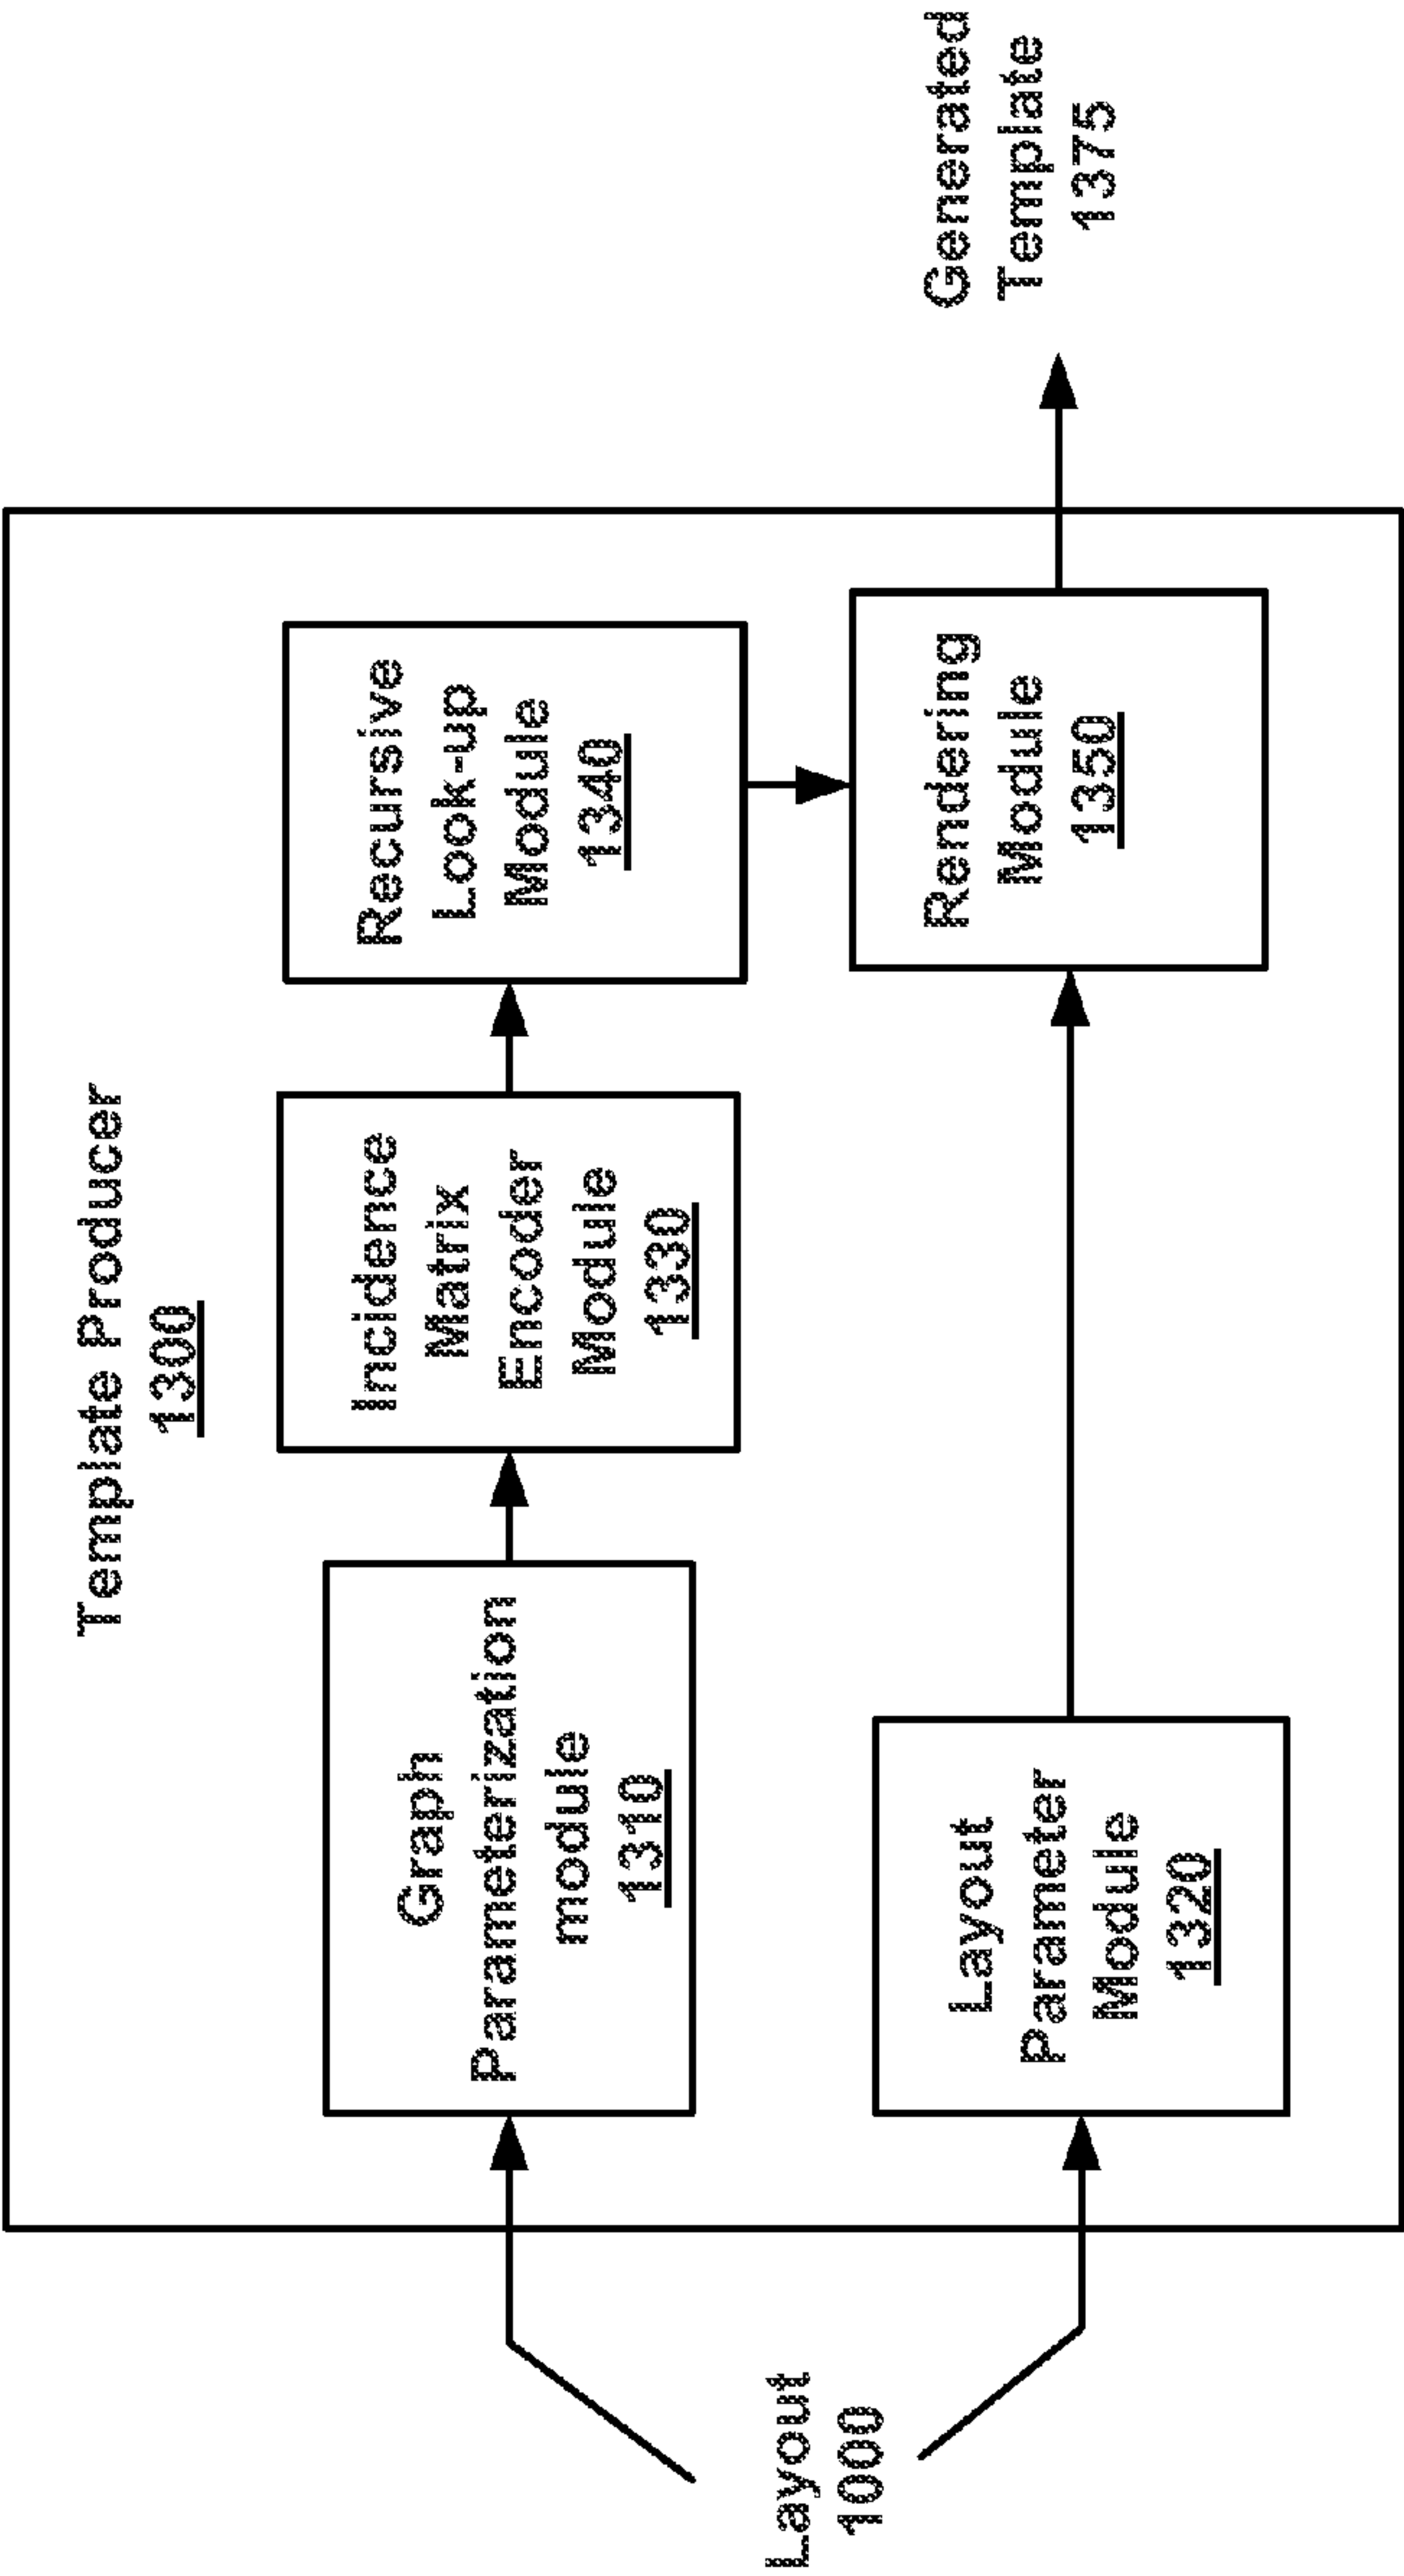 Template Producer
1300
Layout
1000
Graph
Parameterization
module
1310
Incidence
Matrix
Encoder
Module
1330
Recursive
Look-up
Module
1340
Layout
Parameter
Module
1320
Rendering
Module
1350
Generated
Template
1375